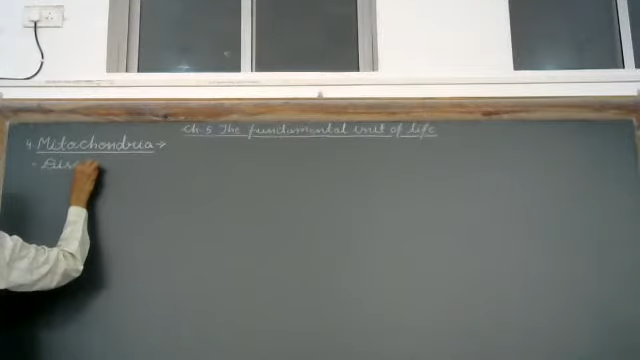 Ch-5 The fundamental unit of life
4. Mitochondria →